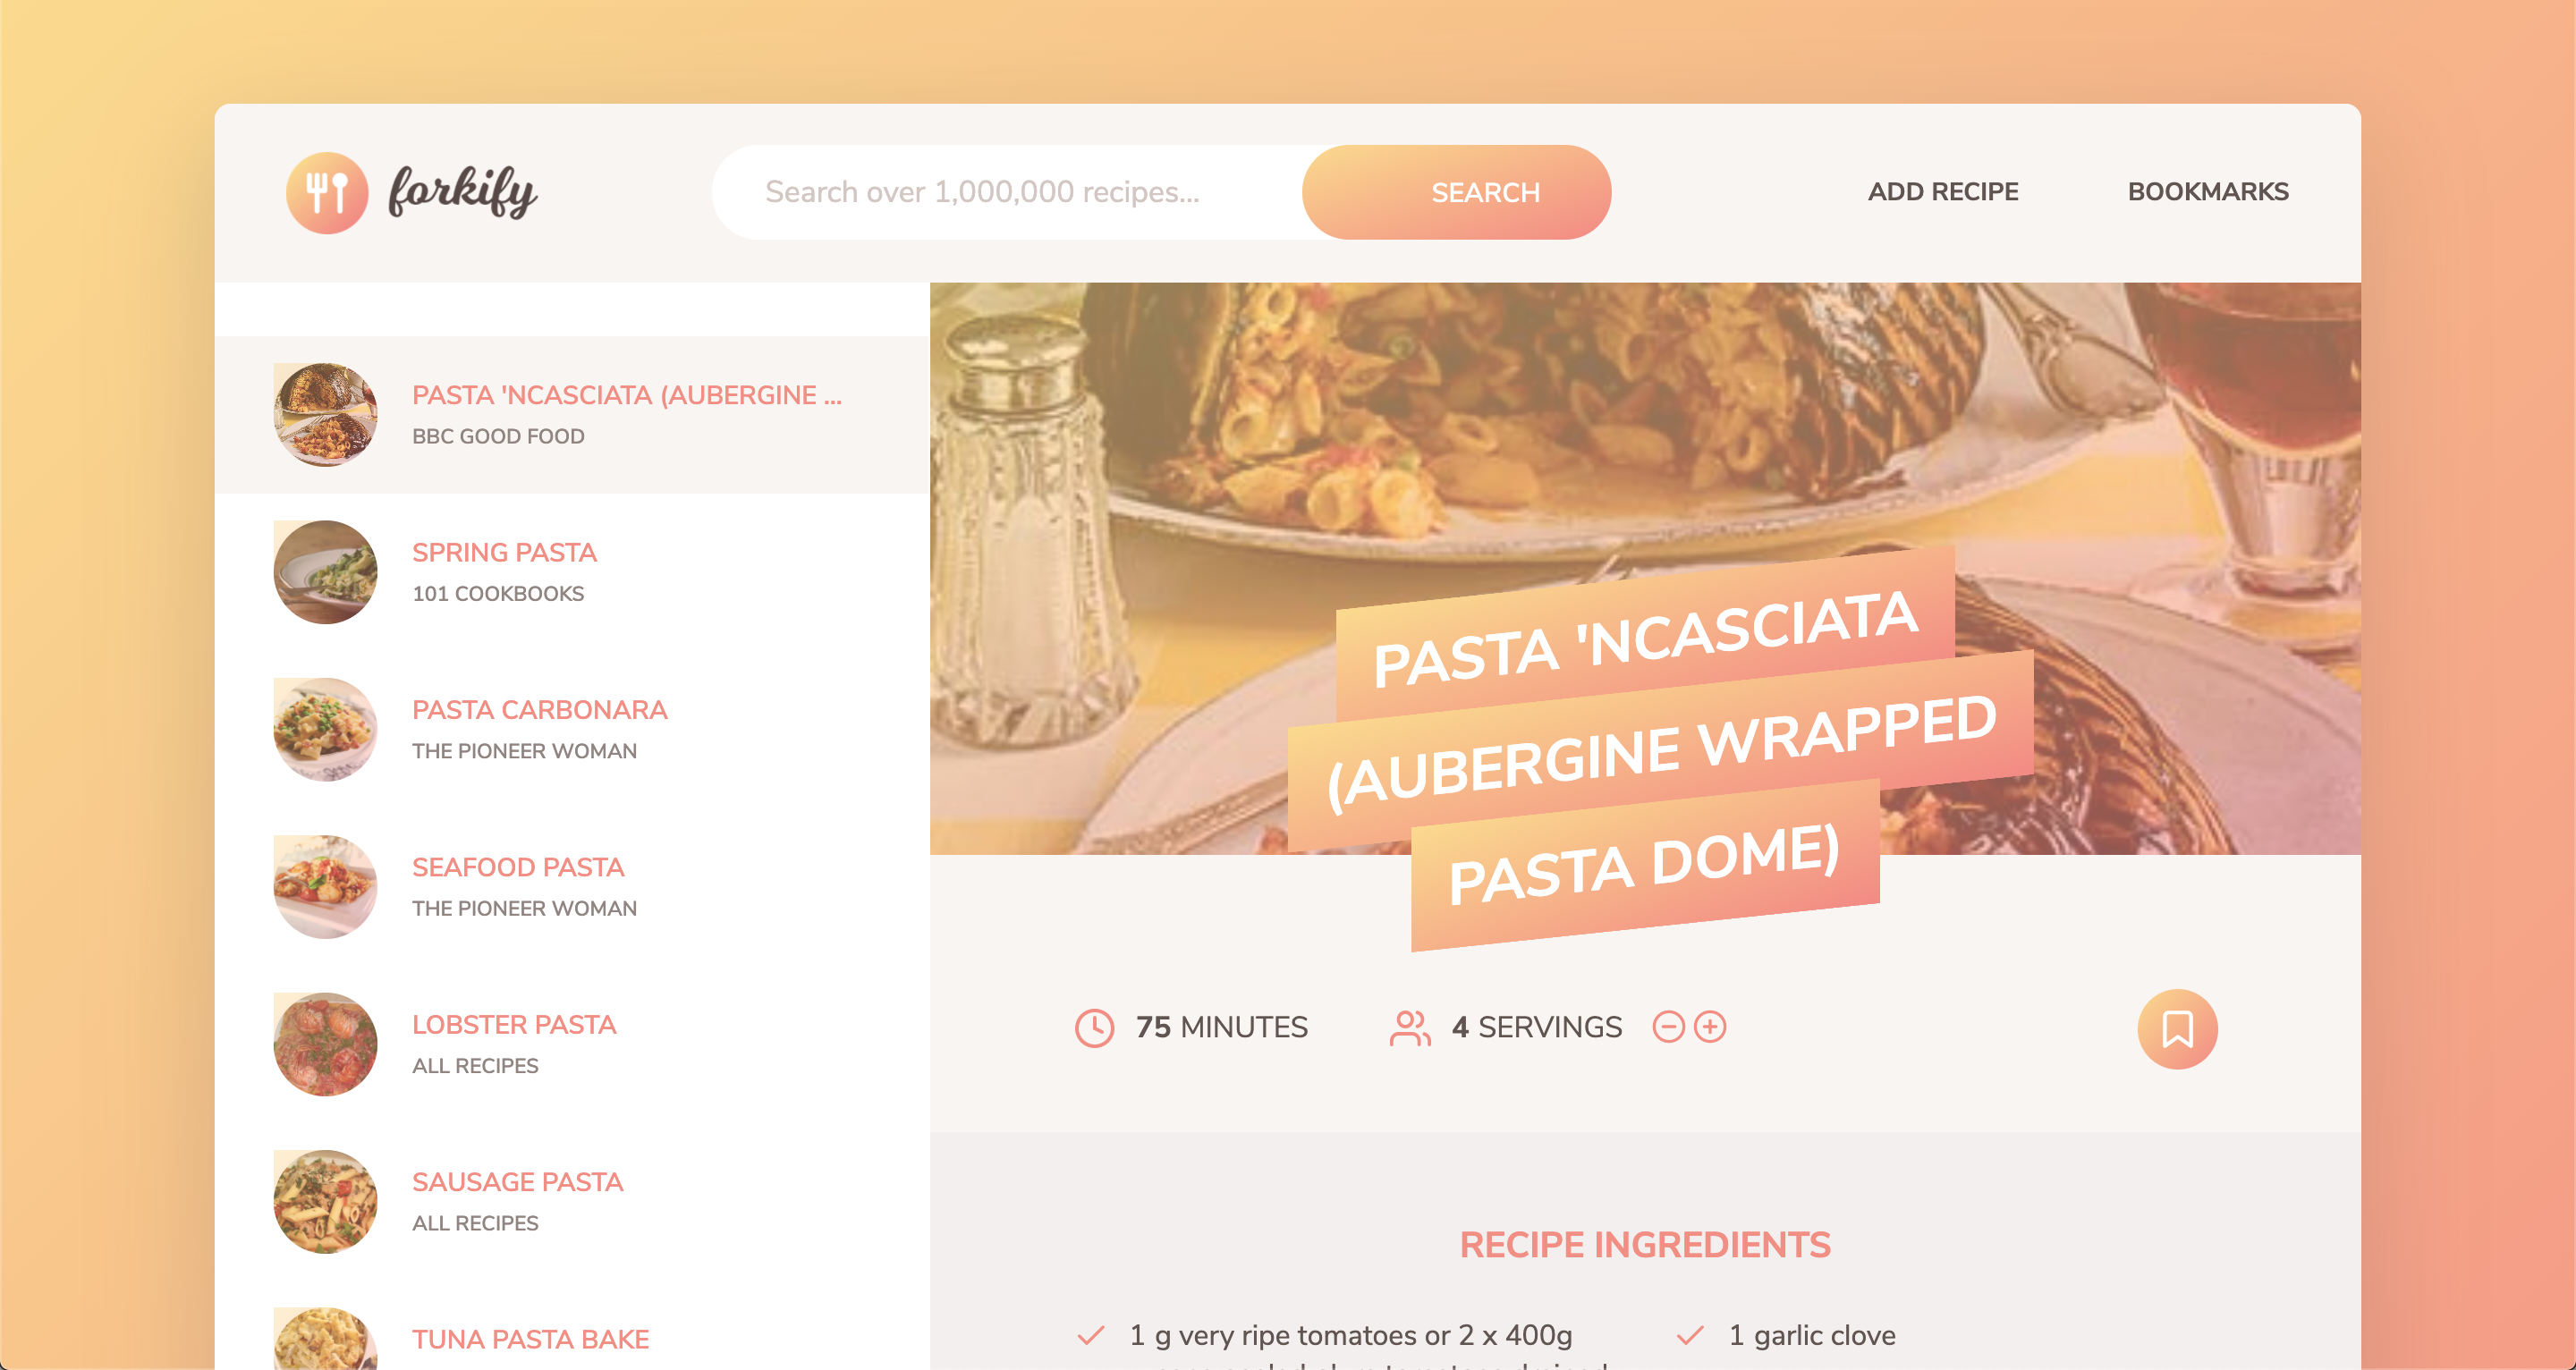 forkify
Search over 1,000,000 recipes...
SEARCH
ADD RECIPE
BOOKMARKS
PASTA 'NCASCIATA (AUBERGINE ...
BBC GOOD FOOD
SPRING PASTA
101 COOKBOOKS
PASTA CARBONARA
THE PIONEER WOMAN
SEAFOOD PASTA
THE PIONEER WOMAN
LOBSTER PASTA
ALL RECIPES
SAUSAGE PASTA
ALL RECIPES
TUNA PASTA BAKE
PASTA 'NCASCIATA
(AUBERGINE WRAPPED
PASTA DOME)
75 MINUTES
4 SERVINGS
RECIPE INGREDIENTS
1 g very ripe tomatoes or 2 x 400g
1 garlic clove